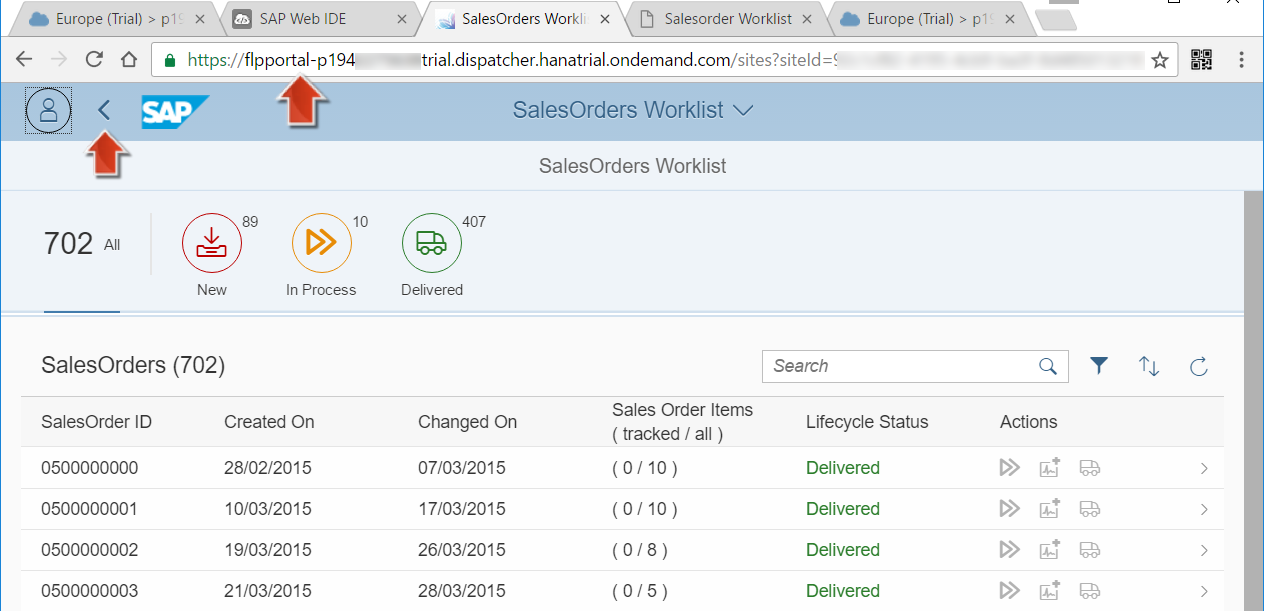 Europe (Trial) > p19
SAP Web IDE
SalesOrders Workli
Salesorder Worklist
Europe (Trial) > p19
https://flpportal-p194 trial.dispatcher.hanatrial.ondemand.com/sites?siteId=9
SAP
SalesOrders Worklist
SalesOrders Worklist
702 All
89
New
10
In Process
407
Delivered
SalesOrders (702)
Search
SalesOrder ID Created On Changed On Sales Order Items ( tracked / all ) Lifecycle Status Actions
0500000000 28/02/2015 07/03/2015 ( 0 / 10 ) Delivered
0500000001 10/03/2015 17/03/2015 ( 0 / 10 ) Delivered
0500000002 19/03/2015 26/03/2015 ( 0 / 8 ) Delivered
0500000003 21/03/2015 28/03/2015 ( 0 / 5 ) Delivered